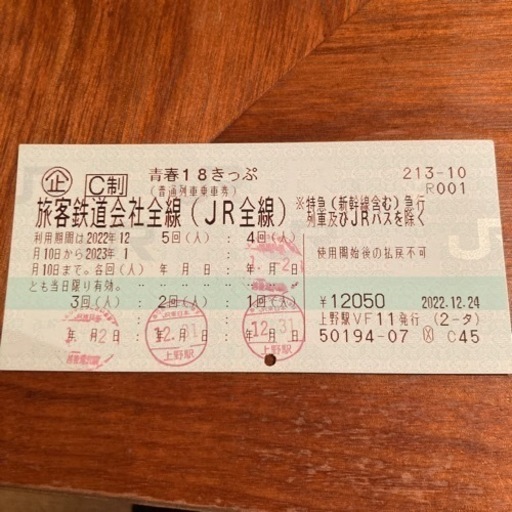 企 C制 青春18きっぷ 213-10
(普通列車乗車券) R001
旅客鉄道会社全線(JR全線) ※特急(新幹線含む)急行
列車及びJRバスを除く
利用期間は2022年12 5回(人) : 4回(人)
月10日から2023年1 : 使用開始後の払戻不可
月10日まで。各回(人) 年 月 日 : 年 月 2日
とも当日限り有効。
3回(人) : 2回(人) : 1回(人) ¥12050 2022.12.24
年 月 2日 12.31 12.31 上野駅VF11発行 (2-タ)
上野駅 上野駅 50194-07 X C45